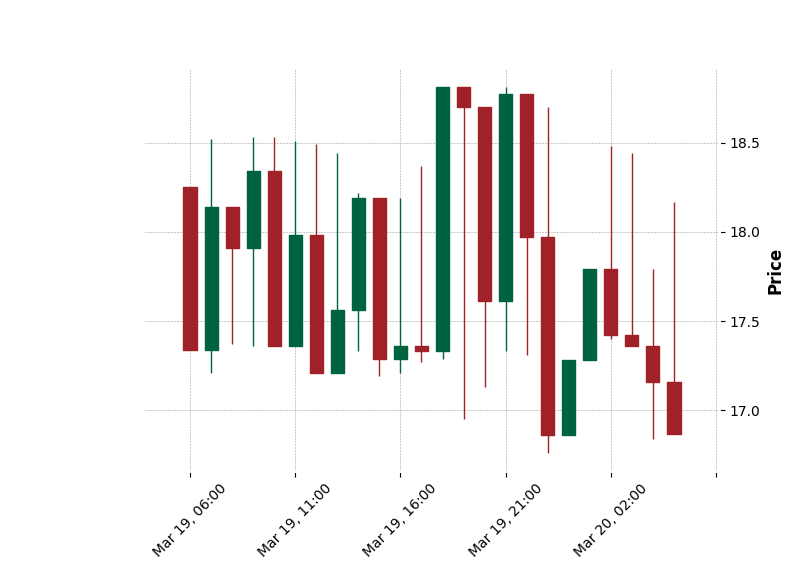 18.5
18.0
17.5
17.0
Price
Mar 19, 06:00
Mar 19, 11:00
Mar 19, 16:00
Mar 19, 21:00
Mar 20, 02:00